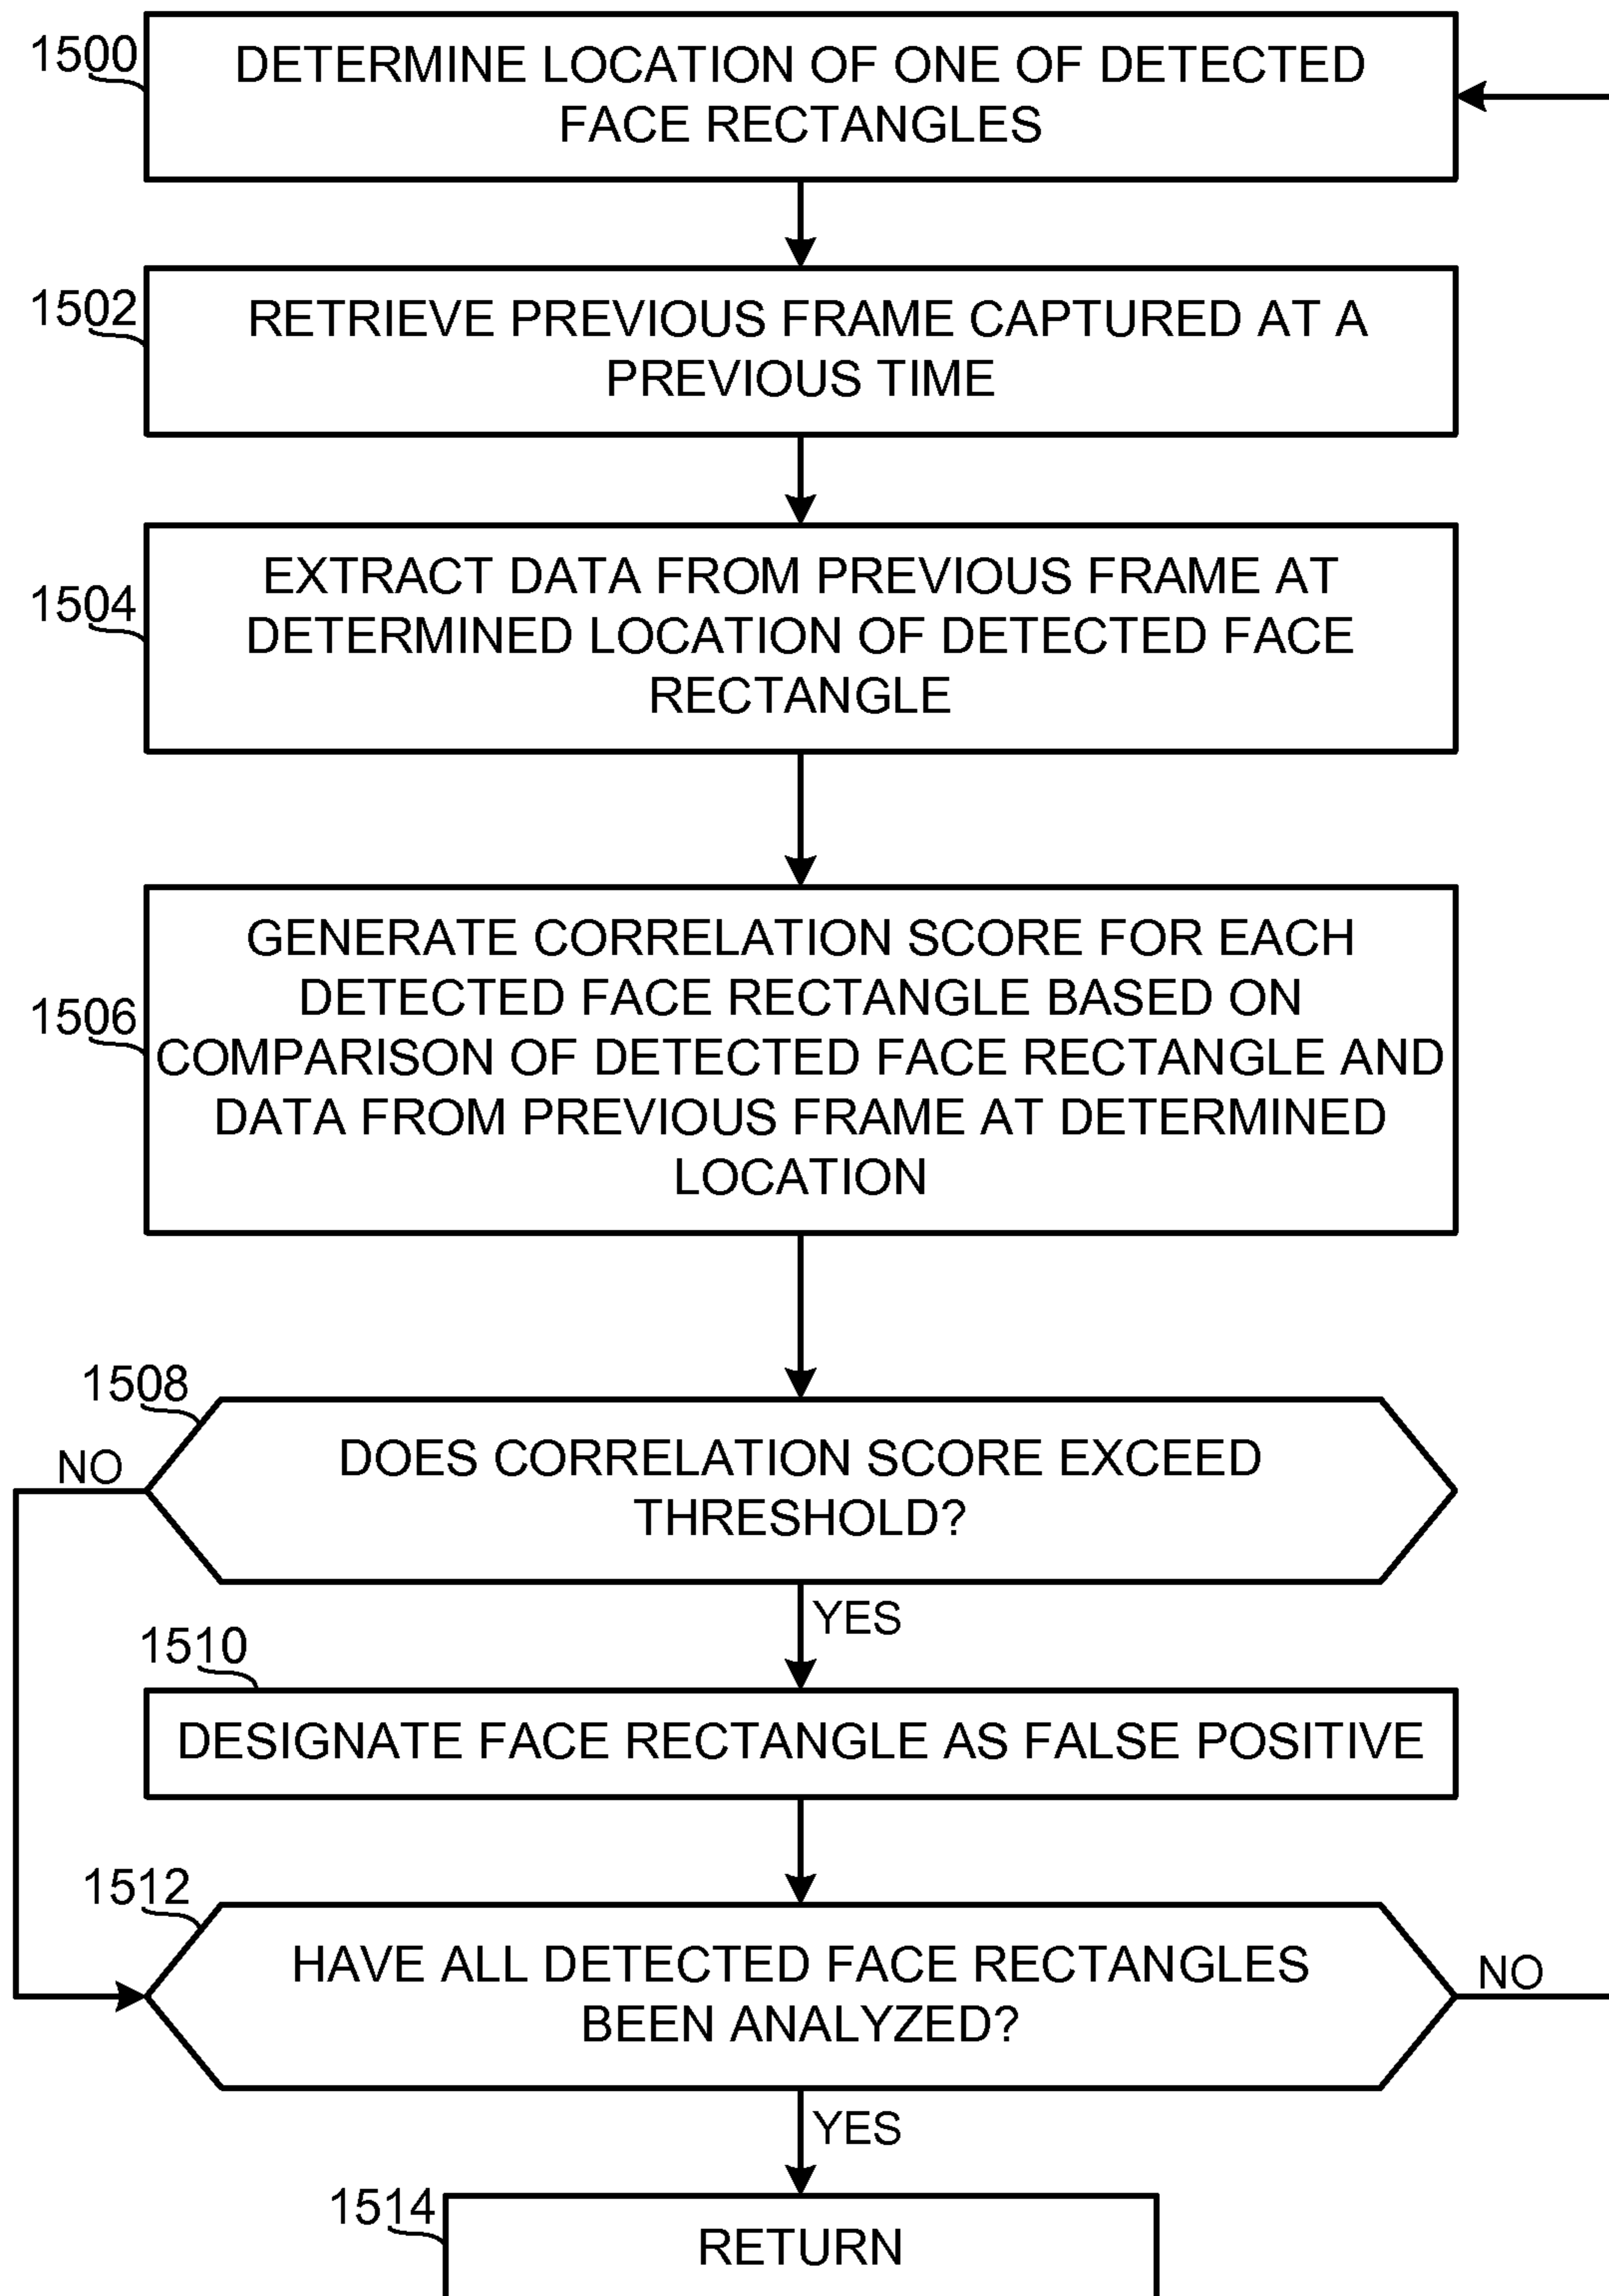 1500
DETERMINE LOCATION OF ONE OF DETECTED
FACE RECTANGLES
1502
RETRIEVE PREVIOUS FRAME CAPTURED AT A
PREVIOUS TIME
1504
EXTRACT DATA FROM PREVIOUS FRAME AT
DETERMINED LOCATION OF DETECTED FACE
RECTANGLE
1506
GENERATE CORRELATION SCORE FOR EACH
DETECTED FACE RECTANGLE BASED ON
COMPARISON OF DETECTED FACE RECTANGLE AND
DATA FROM PREVIOUS FRAME AT DETERMINED
LOCATION
1508
NO
DOES CORRELATION SCORE EXCEED
THRESHOLD?
YES
1510
DESIGNATE FACE RECTANGLE AS FALSE POSITIVE
1512
HAVE ALL DETECTED FACE RECTANGLES
BEEN ANALYZED?
NO
YES
1514
RETURN